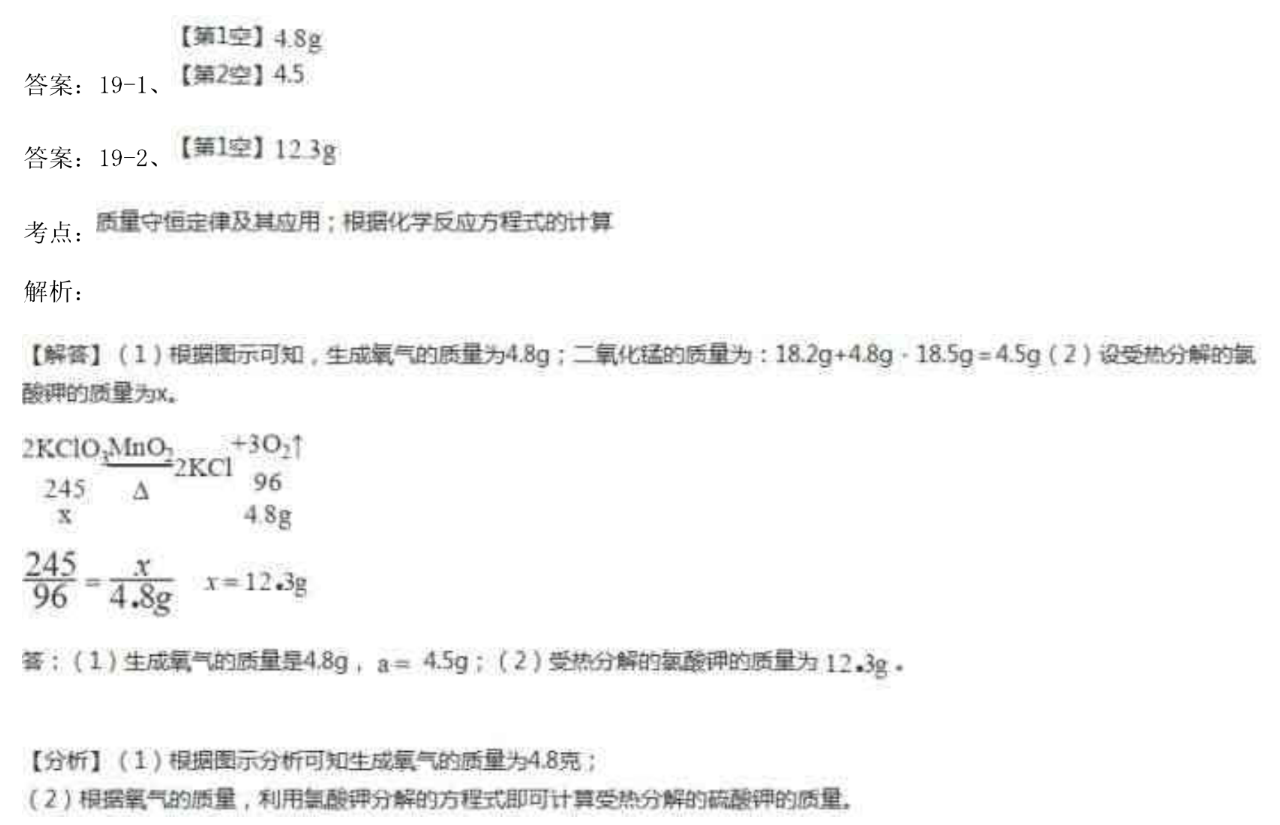 【第1空】4.8g
答案：19-1、【第2空】4.5
答案：19-2、【第1空】12.3g
考点：质量守恒定律及其应用；根据化学反应方程式的计算
解析：
【解答】（1）根据图示可知，生成氧气的质量为4.8g；二氧化锰的质量为：18.2g+4.8g - 18.5g=4.5g（2）设受热分解的氯
酸钾的质量为x。
2KClO₃ MnO₂ 2KCl +3O₂↑
245 Δ 96
x 4.8g
245/96 = x/4.8g x=12.3g
答：（1）生成氧气的质量是4.8g，a= 4.5g；（2）受热分解的氯酸钾的质量为12.3g.
【分析】（1）根据图示分析可知生成氧气的质量为4.8克；
（2）根据氧气的质量，利用氯酸钾分解的方程式即可计算受热分解的硫酸钾的质量。